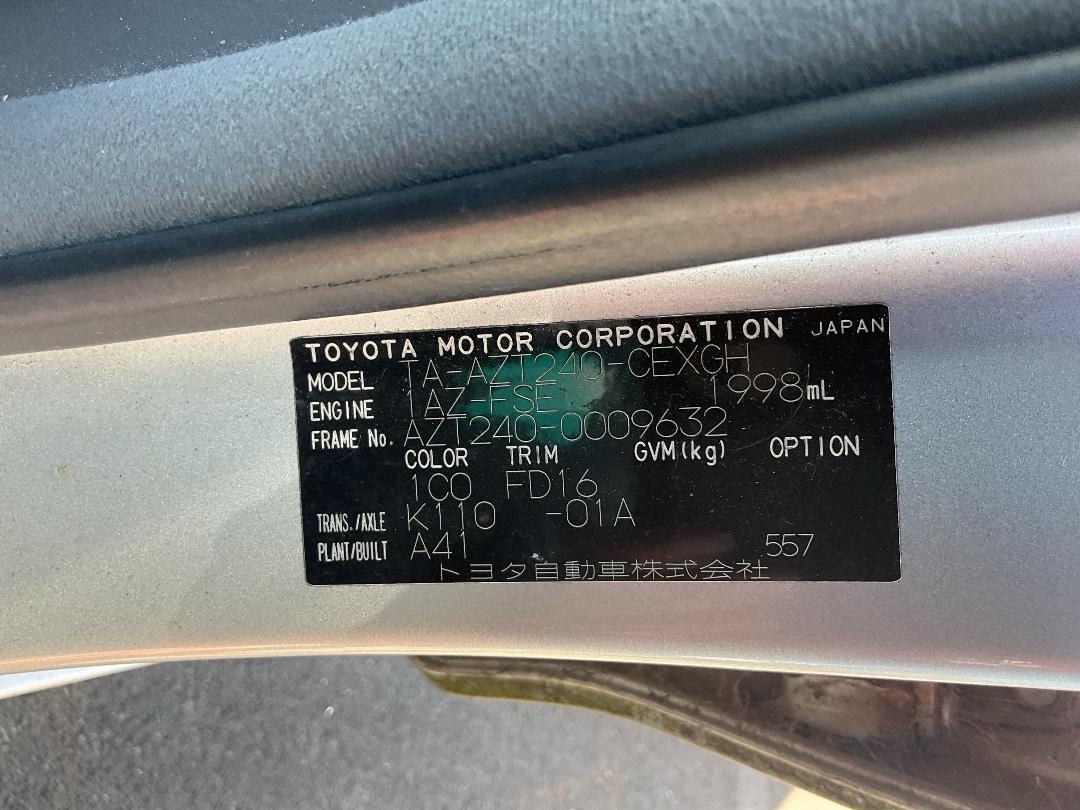 TOYOTA MOTOR CORPORATION JAPAN
MODEL TA-AZT240-CEXGH
ENGINE 1AZ-FSE 1998mL
FRAME No. AZT240-0009632
COLOR TRIM GVM(kg) OPTION
1C0 FD16
TRANS./AXLE K110 -01A
PLANT/BUILT A41 557
トヨタ自動車株式会社